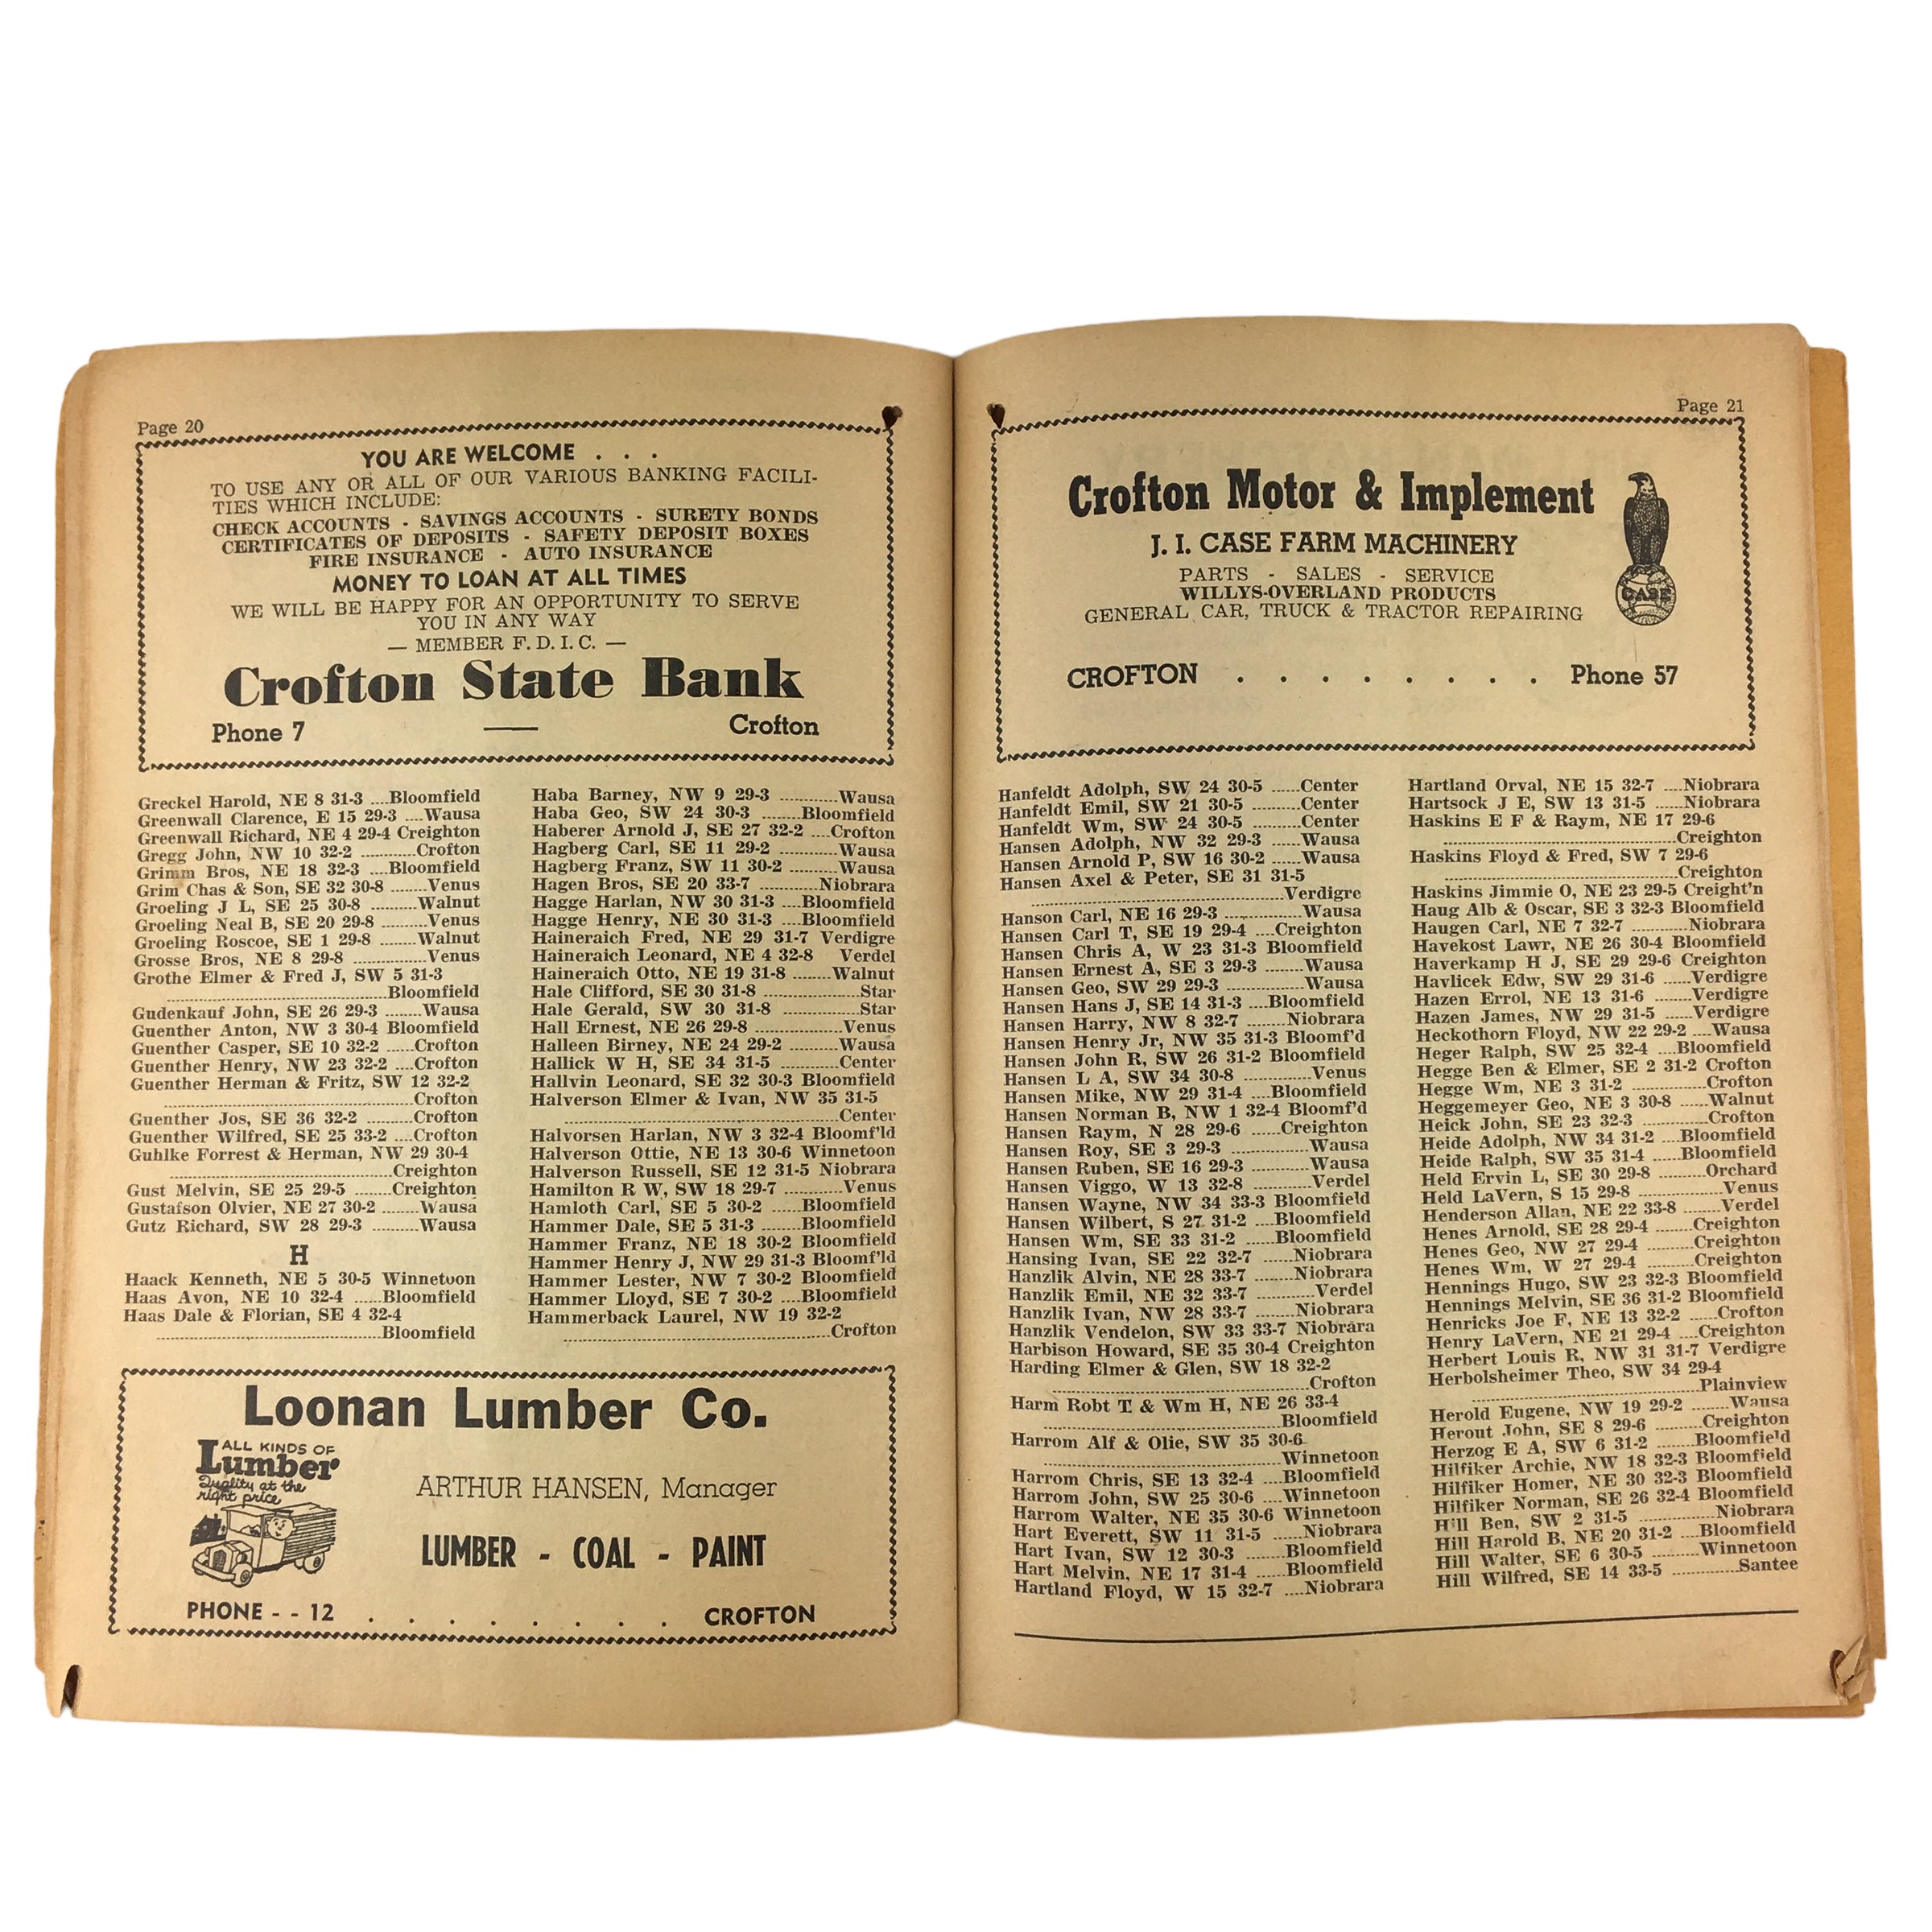 Page 20
YOU ARE WELCOME . . .
TO USE ANY OR ALL OF OUR VARIOUS BANKING FACILI-
TIES WHICH INCLUDE:
CHECK ACCOUNTS - SAVINGS ACCOUNTS - SURETY BONDS
CERTIFICATES OF DEPOSITS - SAFETY DEPOSIT BOXES
FIRE INSURANCE - AUTO INSURANCE
MONEY TO LOAN AT ALL TIMES
WE WILL BE HAPPY FOR AN OPPORTUNITY TO SERVE
YOU IN ANY WAY
— MEMBER F. D. I. C. —
Crofton State Bank
Phone 7 — Crofton
Greckel Harold, NE 8 31-3 ....Bloomfield
Greenwall Clarence, E 15 29-3 ....Wausa
Greenwall Richard, NE 4 29-4 Creighton
Gregg John, NW 10 32-2 ............Crofton
Grimm Bros, NE 18 32-3 ....Bloomfield
Grim Chas & Son, SE 32 30-8 ........Venus
Groeling J L, SE 25 30-8 ........Walnut
Groeling Neal B, SE 20 29-8 ..........Venus
Groeling Roscoe, SE 1 29-8 ........Walnut
Grosse Bros, NE 8 29-8 ................Venus
Grothe Elmer & Fred J, SW 5 31-3
................................Bloomfield
Gudenkauf John, SE 26 29-3 ........Wausa
Guenther Anton, NW 3 30-4 Bloomfield
Guenther Casper, SE 10 32-2 ......Crofton
Guenther Henry, NW 23 32-2 ....Crofton
Guenther Herman & Fritz, SW 12 32-2
................................Crofton
Guenther Jos, SE 36 32-2 ..........Crofton
Guenther Wilfred, SE 25 33-2 ....Crofton
Guhlke Forrest & Herman, NW 29 30-4
................................Creighton
Gust Melvin, SE 25 29-5 ........Creighton
Gustafson Olvier, NE 27 30-2 ........Wausa
Gutz Richard, SW 28 29-3 .........Wausa
H
Haack Kenneth, NE 5 30-5 Winnetoon
Haas Avon, NE 10 32-4 ......Bloomfield
Haas Dale & Florian, SE 4 32-4
................................Bloomfield
Haba Barney, NW 9 29-3 ............Wausa
Haba Geo, SW 24 30-3 ........Bloomfield
Haberer Arnold J, SE 27 32-2 ....Crofton
Hagberg Carl, SE 11 29-2 ............Wausa
Hagberg Franz, SW 11 30-2 ..........Wausa
Hagen Bros, SE 20 33-7 ............Niobrara
Hagge Harlan, NW 30 31-3 ....Bloomfield
Hagge Henry, NE 30 31-3 ....Bloomfield
Haineraich Fred, NE 29 31-7 Verdigre
Haineraich Leonard, NE 4 32-8 Verdel
Haineraich Otto, NE 19 31-8 ........Walnut
Hale Clifford, SE 30 31-8 ....................Star
Hale Gerald, SW 30 31-8 ................Star
Hall Ernest, NE 26 29-8 ..................Venus
Halleen Birney, NE 24 29-2 ..........Wausa
Hallick W H, SE 34 31-5 ............Center
Hallvin Leonard, SE 32 30-3 Bloomfield
Halverson Elmer & Ivan, NW 35 31-5
................................Center
Halvorsen Harlan, NW 3 32-4 Bloomf'ld
Halverson Ottie, NE 13 30-6 Winnetoon
Halverson Russell, SE 12 31-5 Niobrara
Hamilton R W, SW 18 29-7 ............Venus
Hamloth Carl, SE 5 30-2 ......Bloomfield
Hammer Dale, SE 5 31-3 ........Bloomfield
Hammer Franz, NE 18 30-2 Bloomfield
Hammer Henry J, NW 29 31-3 Bloomf'ld
Hammer Lester, NW 7 30-2 Bloomfield
Hammer Lloyd, SE 7 30-2 ....Bloomfield
Hammerback Laurel, NW 19 32-2
................................Crofton
Loonan Lumber Co.
ALL KINDS OF
Lumber
Quality at the
right price
ARTHUR HANSEN, Manager
LUMBER - COAL - PAINT
PHONE - - 12 . . . . . . . . CROFTON
Page 21
Crofton Motor & Implement
J. I. CASE FARM MACHINERY
PARTS - SALES - SERVICE
WILLYS-OVERLAND PRODUCTS
GENERAL CAR, TRUCK & TRACTOR REPAIRING
CASE
CROFTON . . . . . . . . . Phone 57
Hanfeldt Adolph, SW 24 30-5 ......Center
Hanfeldt Emil, SW 21 30-5 ..........Center
Hanfeldt Wm, SW 24 30-5 ..........Center
Hansen Adolph, NW 32 29-3 ......Wausa
Hansen Arnold P, SW 16 30-2 ......Wausa
Hansen Axel & Peter, SE 31 31-5
................................Verdigre
Hanson Carl, NE 16 29-3 ................Wausa
Hansen Carl T, SE 19 29-4 ....Creighton
Hansen Chris A, W 23 31-3 Bloomfield
Hansen Ernest A, SE 3 29-3 ........Wausa
Hansen Geo, SW 29 29-3 ................Wausa
Hansen Hans J, SE 14 31-3 ....Bloomfield
Hansen Harry, NW 8 32-7 ........Niobrara
Hansen Henry Jr, NW 35 31-3 Bloomf'd
Hansen John R, SW 26 31-2 Bloomfield
Hansen L A, SW 34 30-8 ................Venus
Hansen Mike, NW 29 31-4 ....Bloomfield
Hansen Norman B, NW 1 32-4 Bloomf'd
Hansen Raym, N 28 29-6 ......Creighton
Hansen Roy, SE 3 29-3 ................Wausa
Hansen Ruben, SE 16 29-3 ............Wausa
Hansen Viggo, W 13 32-8 ............Verdel
Hansen Wayne, NW 34 33-3 Bloomfield
Hansen Wilbert, S 27 31-2 ....Bloomfield
Hansen Wm, SE 33 31-2 ........Bloomfield
Hansing Ivan, SE 22 32-7 ........Niobrara
Hanzlik Alvin, NE 28 33-7 ........Niobrara
Hanzlik Emil, NE 32 33-7 ............Verdel
Hanzlik Ivan, NW 28 33-7 ........Niobrara
Hanzlik Vendelon, SW 33 33-7 Niobrara
Harbison Howard, SE 35 30-4 Creighton
Harding Elmer & Glen, SW 18 32-2
................................Crofton
Harm Robt T & Wm H, NE 26 33-4
................................Bloomfield
Harrom Alf & Olie, SW 35 30-6
................................Winnetoon
Harrom Chris, SE 13 32-4 ....Bloomfield
Harrom John, SW 25 30-6 ....Winnetoon
Harrom Walter, NE 35 30-6 Winnetoon
Hart Everett, SW 11 31-5 ......Niobrara
Hart Ivan, SW 12 30-3 ........Bloomfield
Hart Melvin, NE 17 31-4 ......Bloomfield
Hartland Floyd, W 15 32-7 ....Niobrara
Hartland Orval, NE 15 32-7 ....Niobrara
Hartsock J E, SW 13 31-5 ......Niobrara
Haskins E F & Raym, NE 17 29-6
................................Creighton
Haskins Floyd & Fred, SW 7 29-6
................................Creighton
Haskins Jimmie O, NE 23 29-5 Creight'n
Haug Alb & Oscar, SE 3 32-3 Bloomfield
Haugen Carl, NE 7 32-7 ............Niobrara
Havekost Lawr, NE 26 30-4 Bloomfield
Haverkamp H J, SE 29 29-6 Creighton
Havlicek Edw, SW 29 31-6 ........Verdigre
Hazen Errol, NE 13 31-6 ........Verdigre
Hazen James, NW 29 31-5 ......Verdigre
Heckothorn Floyd, NW 22 29-2 ....Wausa
Heger Ralph, SW 25 32-4 ....Bloomfield
Hegge Ben & Elmer, SE 2 31-2 Crofton
Hegge Wm, NE 3 31-2 ................Crofton
Heggemeyer Geo, NE 3 30-8 ......Walnut
Heick John, SE 23 32-3 ..............Crofton
Heide Adolph, NW 34 31-2 ....Bloomfield
Heide Ralph, SW 35 31-4 ......Bloomfield
Held Ervin L, SE 30 29-8 ..........Orchard
Held LaVern, S 15 29-8 ................Venus
Henderson Allan, NE 22 33-8 ........Verdel
Henes Arnold, SE 28 29-4 ........Creighton
Henes Geo, NW 27 29-4 ..........Creighton
Henes Wm, W 27 29-4 ..........Creighton
Hennings Hugo, SW 23 32-3 Bloomfield
Hennings Melvin, SE 36 31-2 Bloomfield
Henricks Joe F, NE 13 32-2 ......Crofton
Henry LaVern, NE 21 29-4 ....Creighton
Herbert Louis R, NW 31 31-7 Verdigre
Herbolsheimer Theo, SW 34 29-4
................................Plainview
Herold Eugene, NW 19 29-2 ........Wausa
Herout John, SE 8 29-6 ..........Creighton
Herzog E A, SW 6 31-2 ........Bloomfield
Hilfiker Archie, NW 18 32-3 Bloomfield
Hilfiker Homer, NE 30 32-3 Bloomfield
Hilfiker Norman, SE 26 32-4 Bloomfield
Hill Ben, SW 2 31-5 ................Niobrara
Hill Harold B, NE 20 31-2 ....Bloomfield
Hill Walter, SE 6 30-5 ..........Winnetoon
Hill Wilfred, SE 14 33-5 ..............Santee